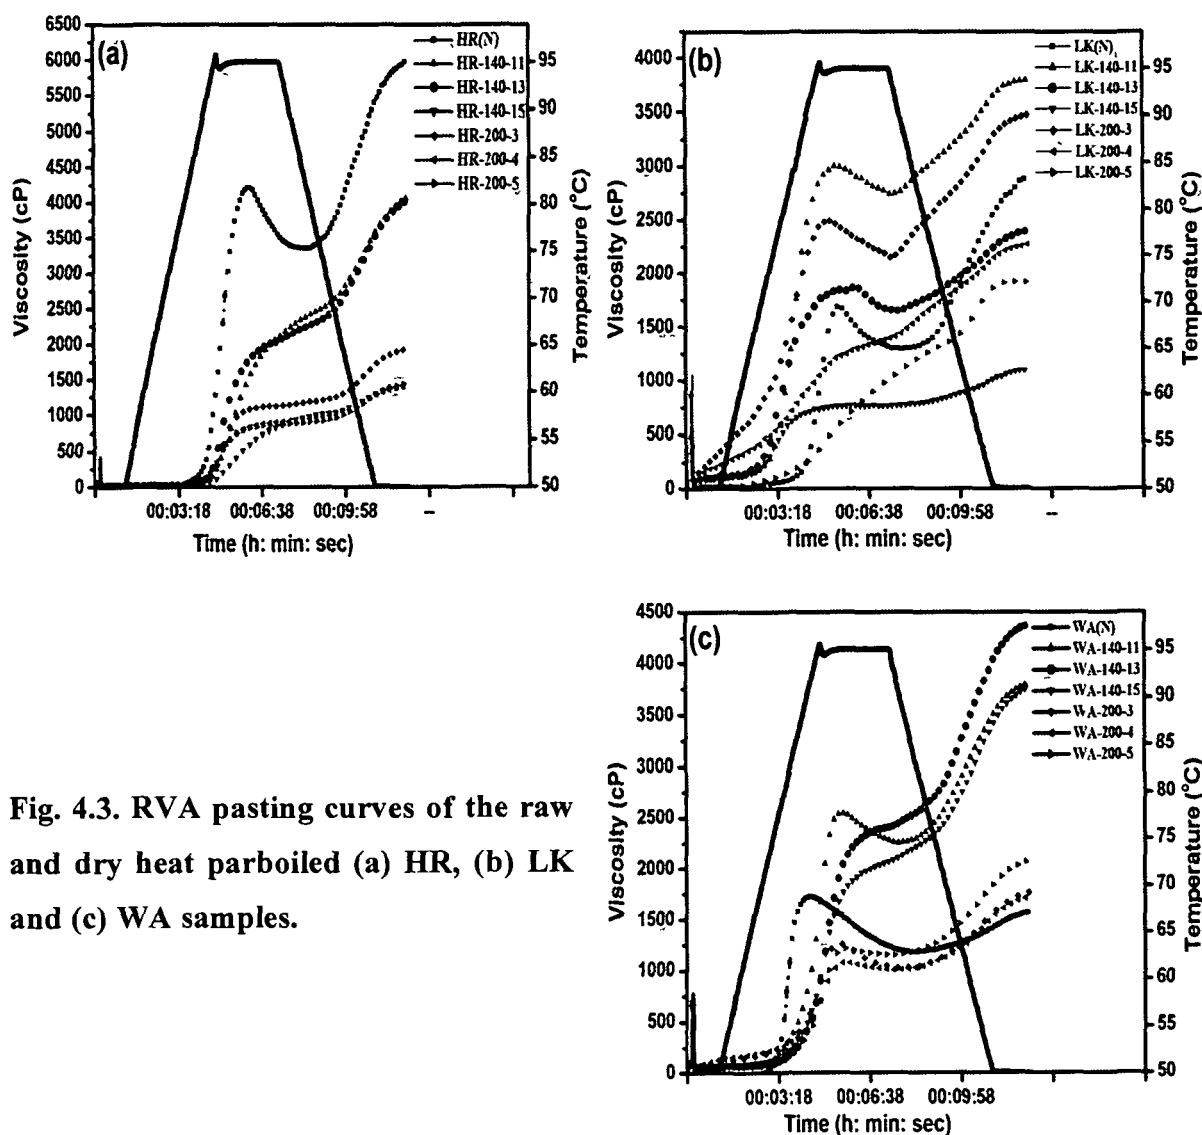 (a)
6500
6000
5500
5000
4500
4000
3500
3000
2500
2000
1500
1000
500
0
Viscosity (cP)
HR(N)
HR-140-11
HR-140-13
HR-140-15
HR-200-3
HR-200-4
HR-200-5
95
90
85
80
75
70
65
60
55
50
Temperature (°C)
00:03:18
00:06:38
00:09:58
--
Time (h: min: sec)
(b)
4000
3750
3500
3000
2500
2000
1500
1000
500
0
Viscosity (cP)
LK(N)
LK-140-11
LK-140-13
LK-140-15
LK-200-3
LK-200-4
LK-200-5
95
90
85
80
75
70
65
60
55
50
Temperature (°C)
00:03:18
00:06:38
00:09:58
--
Time (h: min: sec)
(c)
4500
4000
3500
3000
2500
2000
1500
1000
500
0
Viscosity (cP)
WA(N)
WA-140-11
WA-140-13
WA-140-15
WA-200-3
WA-200-4
WA-200-5
95
90
85
80
75
70
65
60
55
50
Temperature (°C)
00:03:18
00:06:38
00:09:58
--
Time (h: min: sec)
Fig. 4.3. RVA pasting curves of the raw
and dry heat parboiled (a) HR, (b) LK
and (c) WA samples.